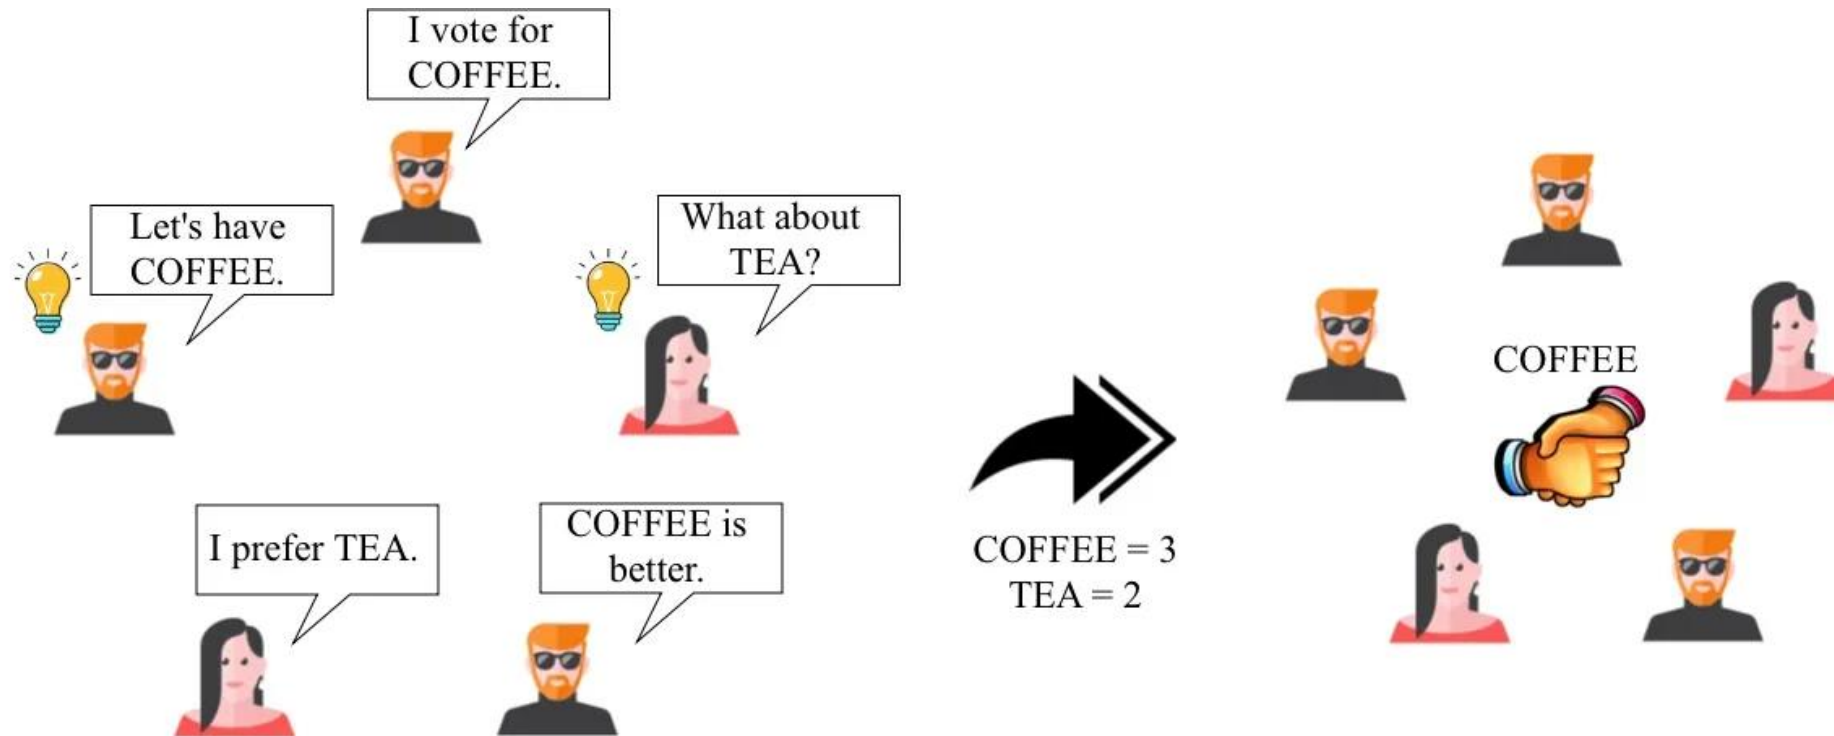 I vote for
COFFEE.
Let's have
COFFEE.
What about
TEA?
I prefer TEA.
COFFEE is
better.
COFFEE = 3
TEA = 2
COFFEE